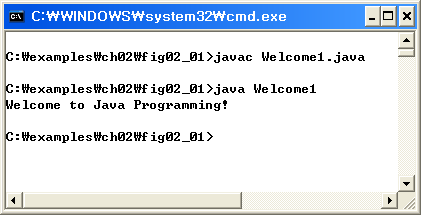 C:₩WINDOWS₩system32₩cmd.exe
C:₩examples₩ch02₩fig02_01>javac Welcome1.java
C:₩examples₩ch02₩fig02_01>java Welcome1
Welcome to Java Programming!
C:₩examples₩ch02₩fig02_01>